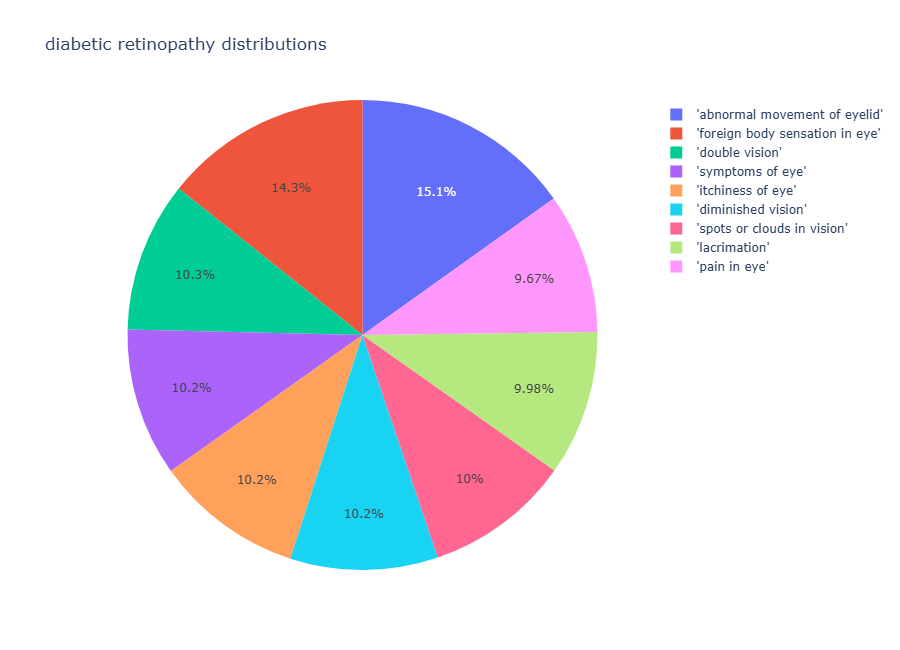 diabetic retinopathy distributions
'abnormal movement of eyelid'
'foreign body sensation in eye'
'double vision'
'symptoms of eye'
'itchiness of eye'
'diminished vision'
'spots or clouds in vision'
'lacrimation'
'pain in eye'
14.3%
15.1%
10.3%
9.67%
10.2%
9.98%
10.2%
10%
10.2%